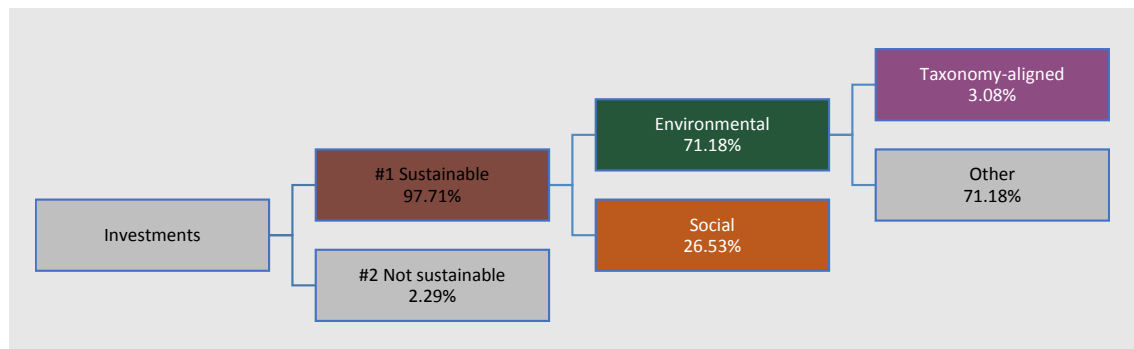 Investments
#1 Sustainable
97.71%
#2 Not sustainable
2.29%
Environmental
71.18%
Social
26.53%
Taxonomy-aligned
3.08%
Other
71.18%